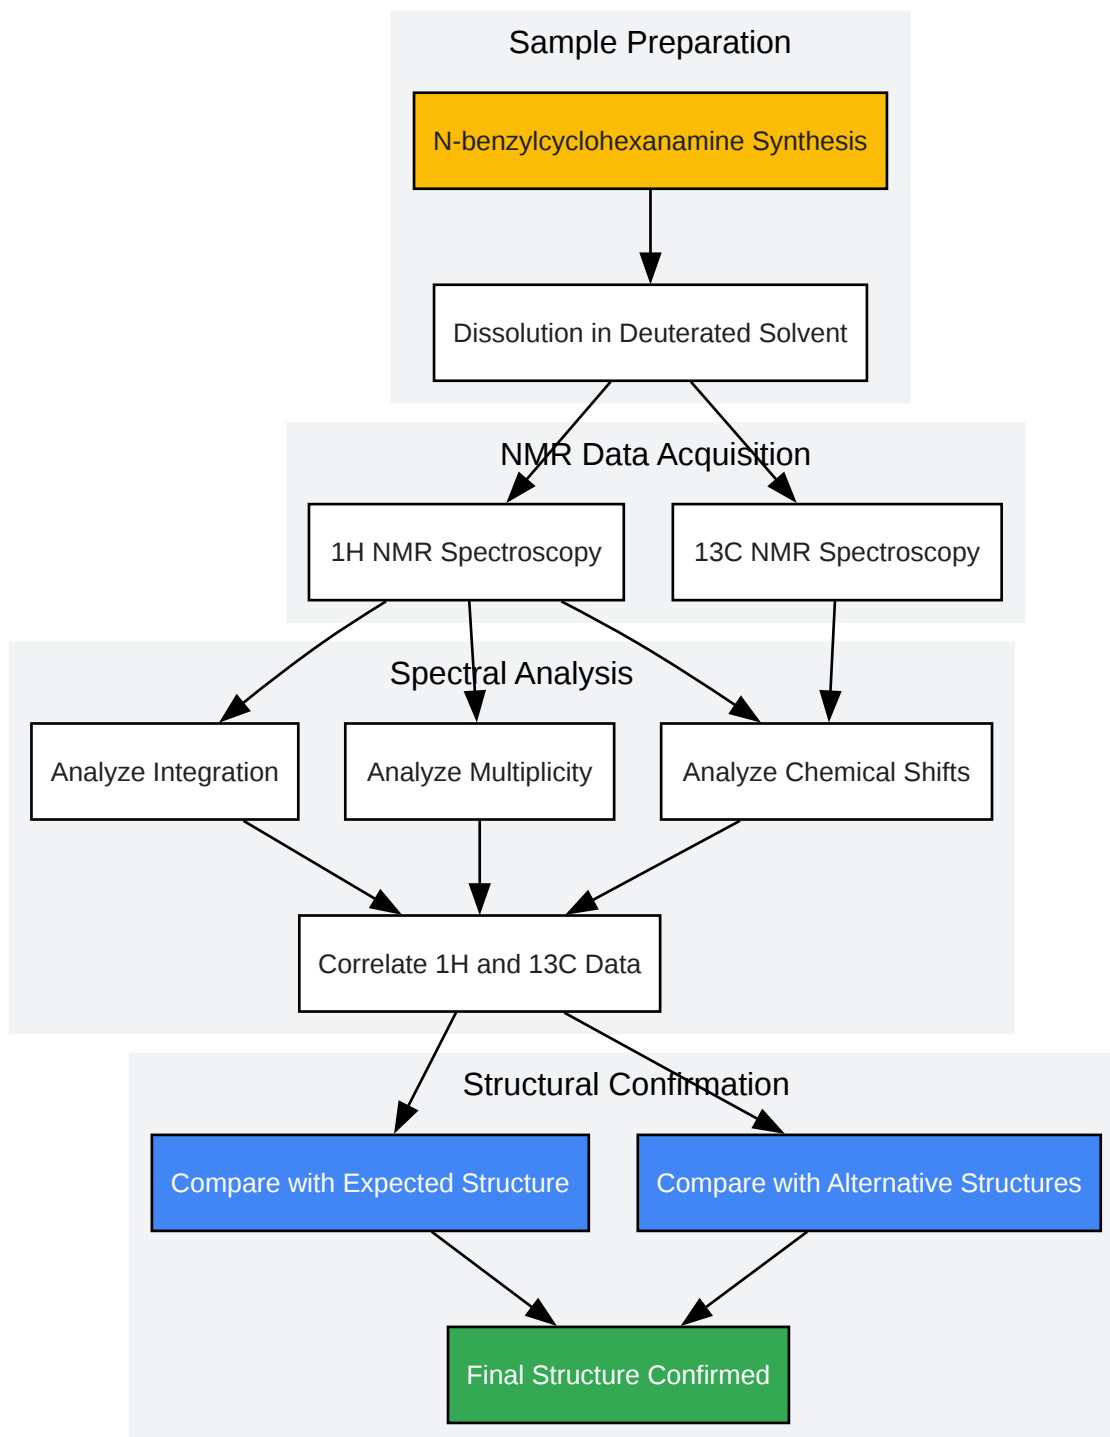 Sample Preparation
N-benzylcyclohexanamine Synthesis
Dissolution in Deuterated Solvent
NMR Data Acquisition
1H NMR Spectroscopy
13C NMR Spectroscopy
Spectral Analysis
Analyze Integration
Analyze Multiplicity
Analyze Chemical Shifts
Correlate 1H and 13C Data
Structural Confirmation
Compare with Expected Structure
Compare with Alternative Structures
Final Structure Confirmed